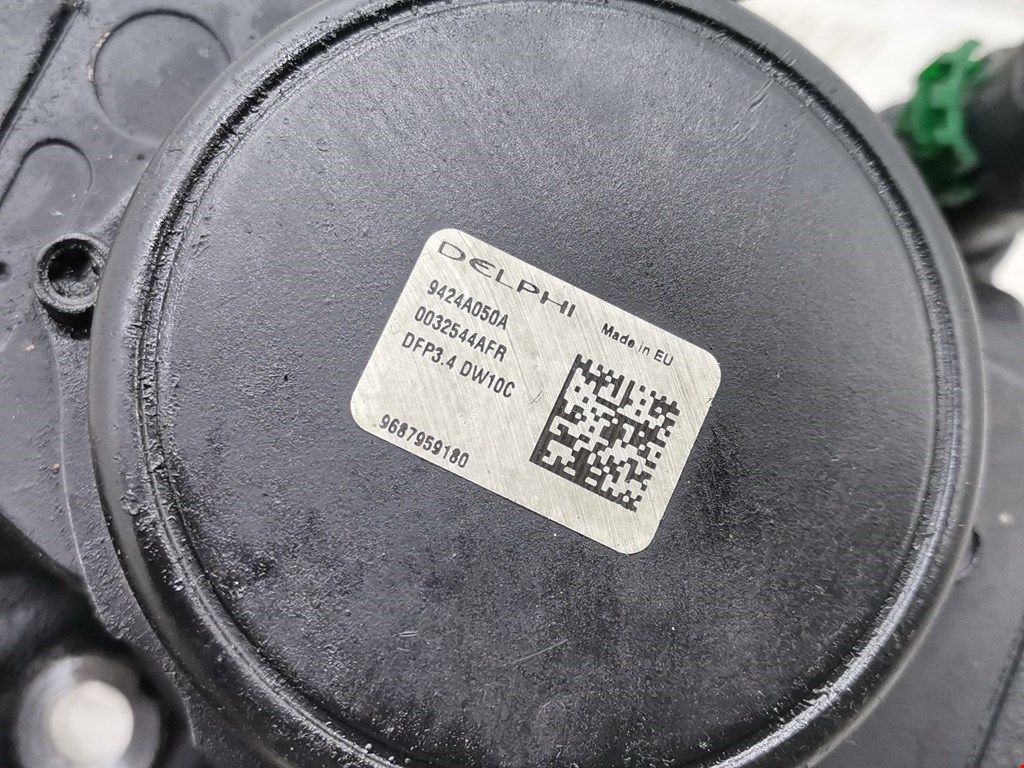 DELPHI
9424A050A
Made in EU
0032544AFR
DFP3.4 DW10C
9687959180